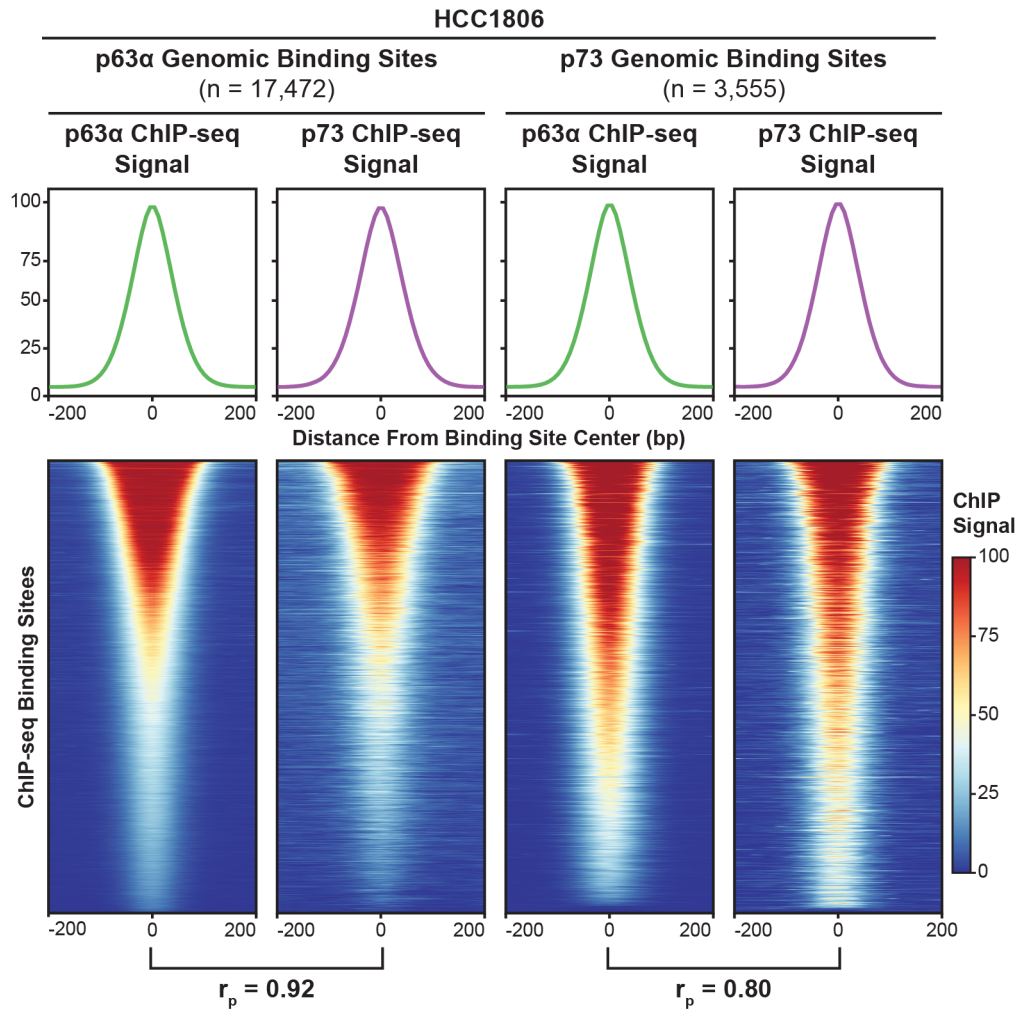 HCC1806
p63α Genomic Binding Sites
(n = 17,472)
p73 Genomic Binding Sites
(n = 3,555)
p63α ChIP-seq
Signal
p73 ChIP-seq
Signal
p63α ChIP-seq
Signal
p73 ChIP-seq
Signal
100
75
50
25
0
-200 0 200
-200 0 200
-200 0 200
-200 0 200
Distance From Binding Site Center (bp)
ChIP-seq Binding Sites
ChIP
Signal
100
75
50
25
0
-200 0 200
-200 0 200
-200 0 200
-200 0 200
rp = 0.92
rp = 0.80